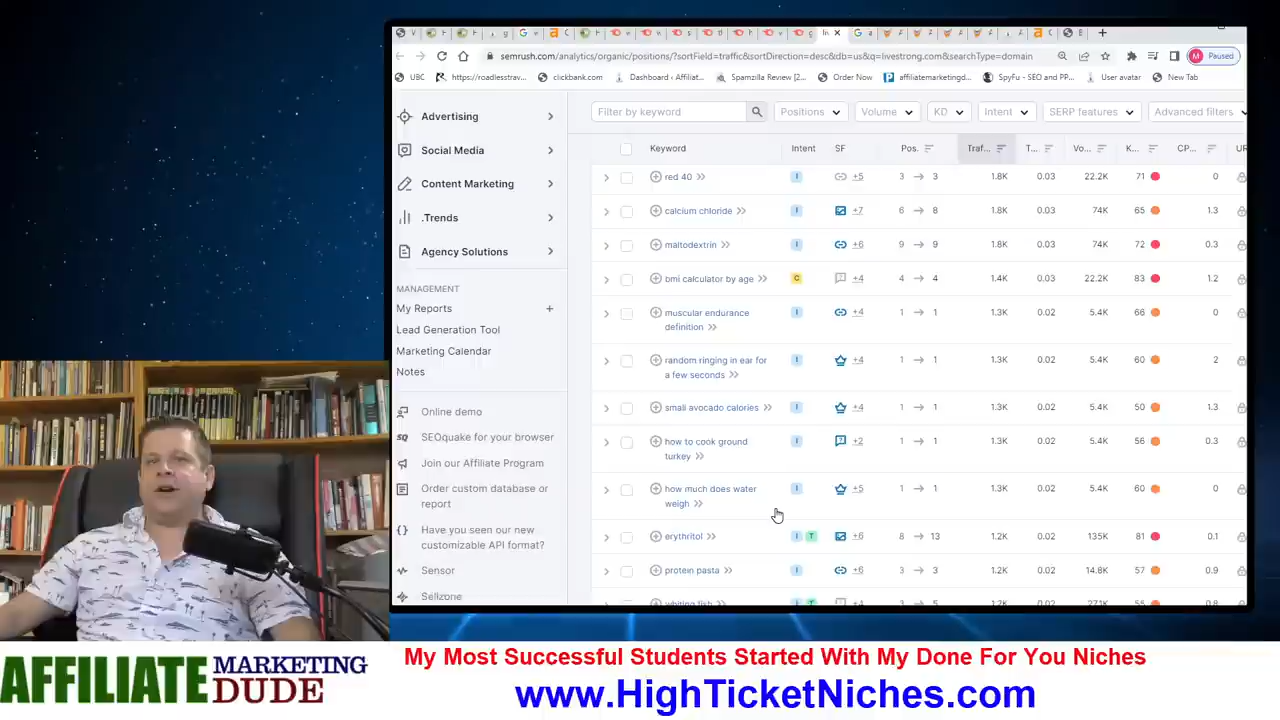 semrush.com/analytics/organic/positions/?sortField=traffic&sortDirection=desc&db=us&q=livestrong.com&searchType=domain
Paused
UBC
https://roadlesstrav...
clickbank.com
Dashboard ‹ Affiliat...
Spamzilla Review [2...
Order Now
affiliatemarketingd...
SpyFu - SEO and PP...
User avatar
New Tab
Advertising
Social Media
Content Marketing
.Trends
Agency Solutions
MANAGEMENT
My Reports +
Lead Generation Tool
Marketing Calendar
Notes
Online demo
SEOquake for your browser
Join our Affiliate Program
Order custom database or
report
Have you seen our new
customizable API format?
Sensor
Sellzone
Filter by keyword Positions Volume KD Intent SERP features Advanced filters
Keyword Intent SF Pos. Traf... T... Vo... K... CP... UR
red 40 I +5 3 → 3 1.8K 0.03 22.2K 71 0
calcium chloride I +7 6 → 8 1.8K 0.03 74K 65 1.3
maltodextrin I +6 9 → 9 1.8K 0.03 74K 72 0.3
bmi calculator by age C +4 4 → 4 1.4K 0.03 22.2K 83 1.2
muscular endurance
definition I +4 1 → 1 1.3K 0.02 5.4K 66 0
random ringing in ear for
a few seconds I +4 1 → 1 1.3K 0.02 5.4K 60 2
small avocado calories I +4 1 → 1 1.3K 0.02 5.4K 50 1.3
how to cook ground
turkey I +2 1 → 1 1.3K 0.02 5.4K 56 0.3
how much does water
weigh I +5 1 → 1 1.3K 0.02 5.4K 60 0
erythritol I T +6 8 → 13 1.2K 0.02 135K 81 0.1
protein pasta I +6 3 → 3 1.2K 0.02 14.8K 57 0.9
AFFILIATE MARKETING
DUDE
My Most Successful Students Started With My Done For You Niches
www.HighTicketNiches.com